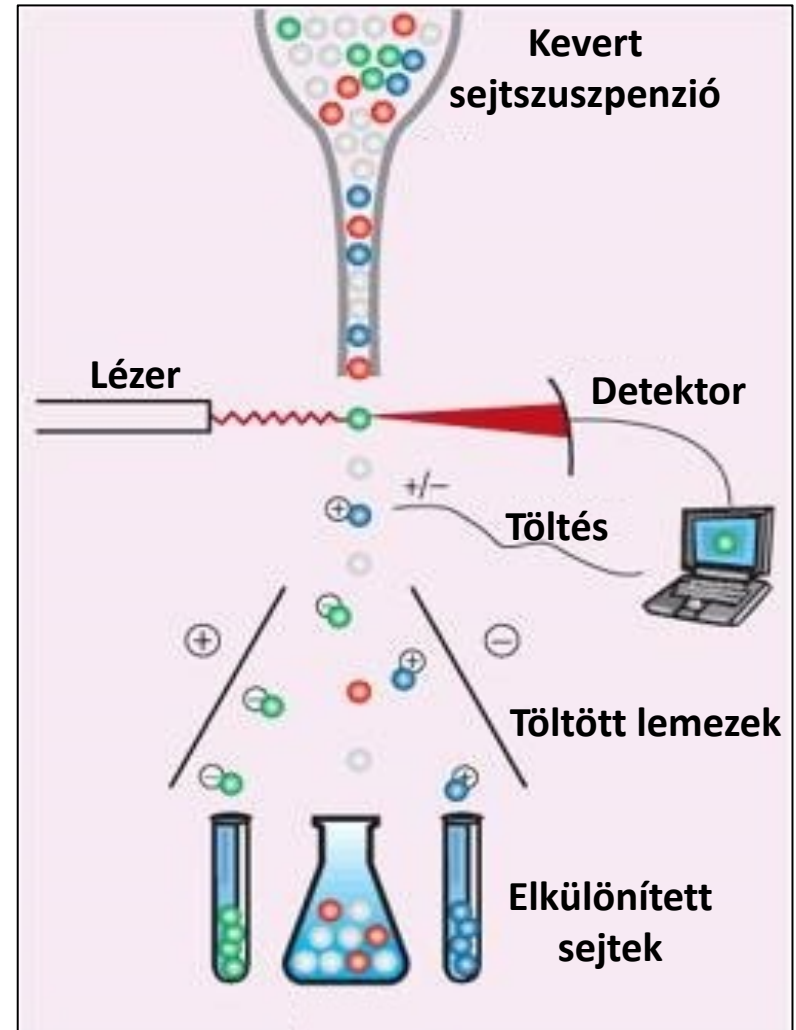 Kevert
sejtszuszpenzió
Lézer
Detektor
+/−
Töltés
+
+
−
−
+
−
Töltött lemezek
−
+
Elkülönített
sejtek